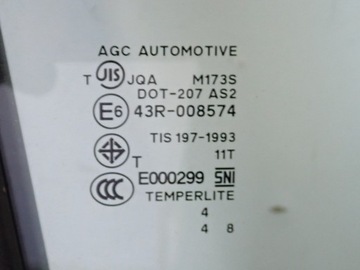 AGC AUTOMOTIVE
T JIS JQA M173S
DOT-207 AS2
E6 43R-008574
TIS 197-1993
T 11T
CCC E000299 SNI
TEMPERLITE
4
4 8